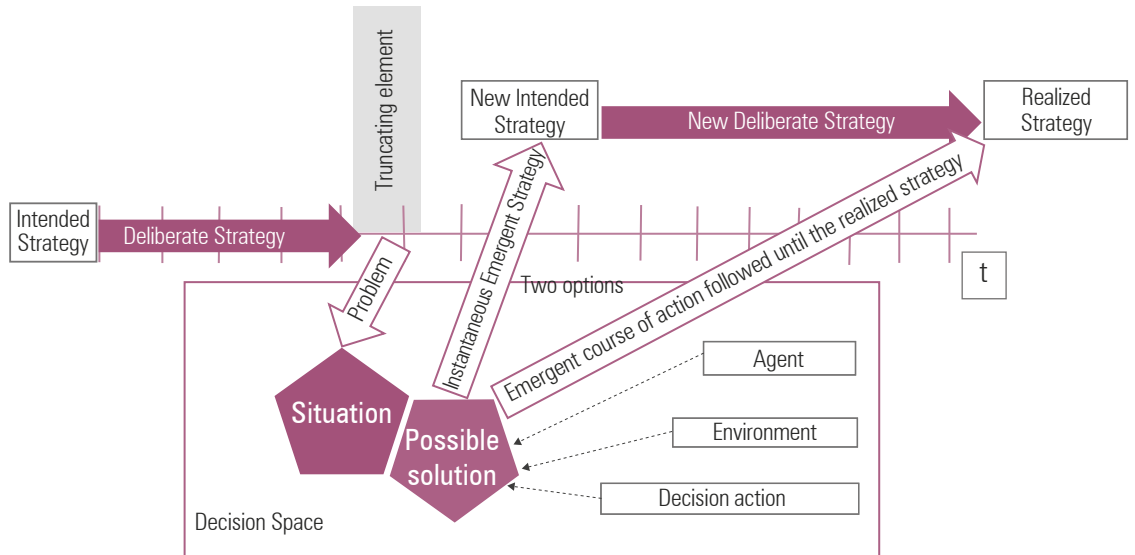 Truncating element
New Intended
Strategy
New Deliberate Strategy
Realized
Strategy
Intended
Strategy
Deliberate Strategy
t
Problem
Instantaneous Emergent Strategy
Two options
Emergent course of action followed until the realized strategy
Agent
Situation
Possible
solution
Environment
Decision action
Decision Space